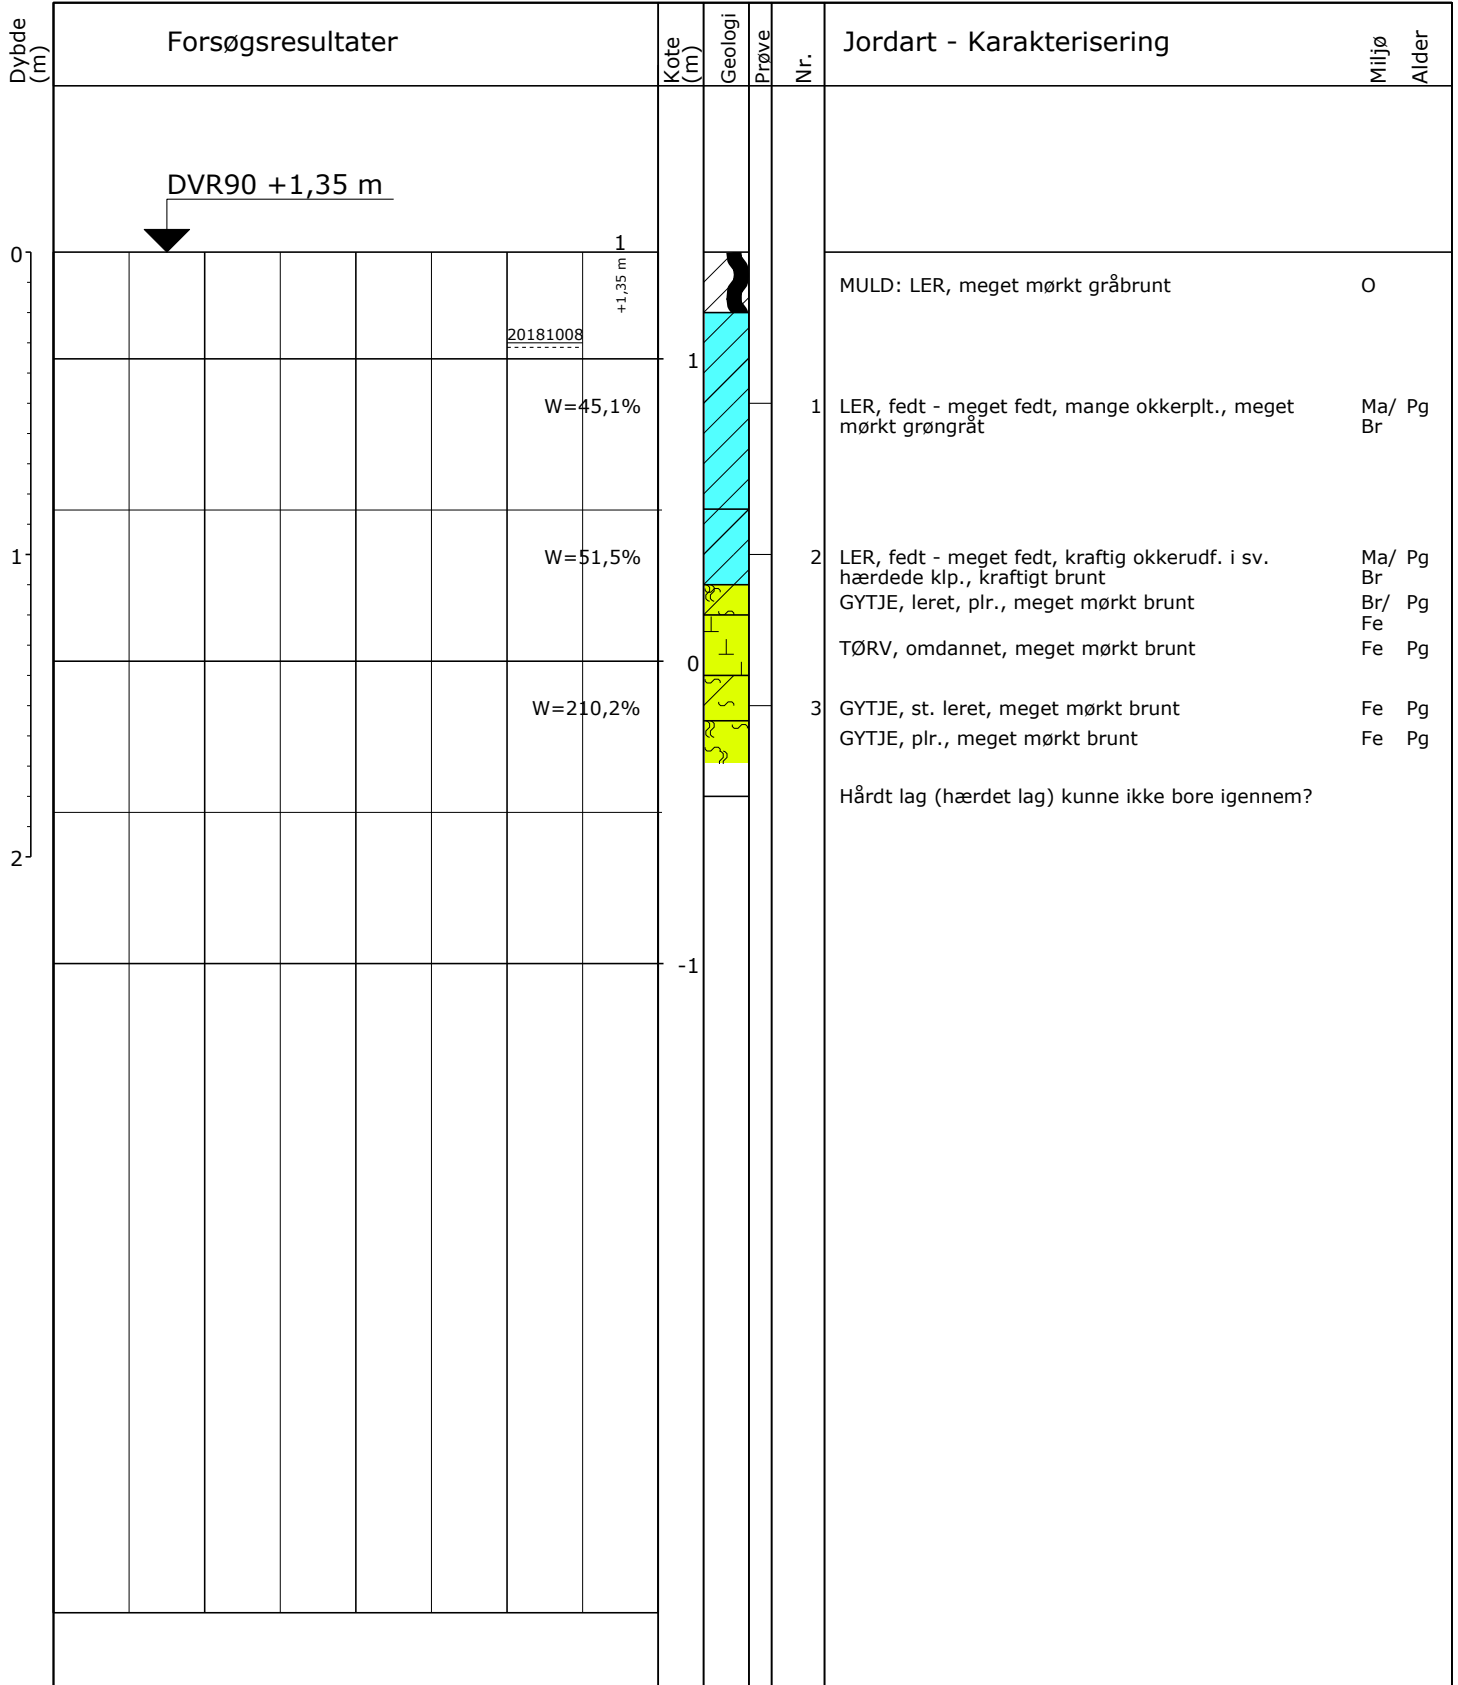 Dybde
(m)
Forsøgsresultater
Kote
(m)
Geologi
Prøve
Nr.
Jordart - Karakterisering
Miljø
Alder
DVR90 +1,35 m
0
1
+1,35 m
MULD: LER, meget mørkt gråbrunt O
20181008
1
W=45,1%
1 LER, fedt - meget fedt, mange okkerplt., meget Ma/ Pg
mørkt grøngråt Br
1
W=51,5%
2 LER, fedt - meget fedt, kraftig okkerudf. i sv. Ma/ Pg
hærdede klp., kraftigt brunt Br
GYTJE, leret, plr., meget mørkt brunt Br/ Pg
Fe
TØRV, omdannet, meget mørkt brunt Fe Pg
0
W=210,2%
3 GYTJE, st. leret, meget mørkt brunt Fe Pg
GYTJE, plr., meget mørkt brunt Fe Pg
Hårdt lag (hærdet lag) kunne ikke bore igennem?
2
-1